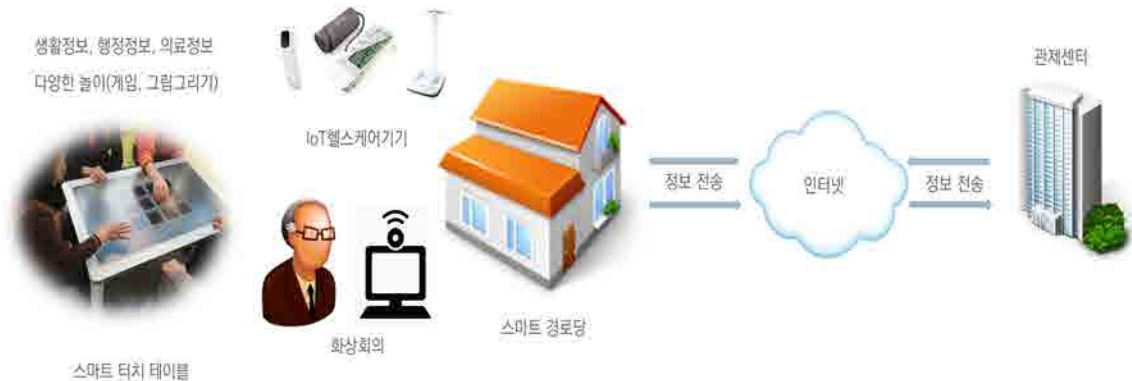 생활정보, 행정정보, 의료정보
다양한 놀이(게임, 그림그리기)
스마트 터치 테이블
IoT헬스케어기기
화상회의
스마트 경로당
정보 전송
인터넷
정보 전송
관제센터